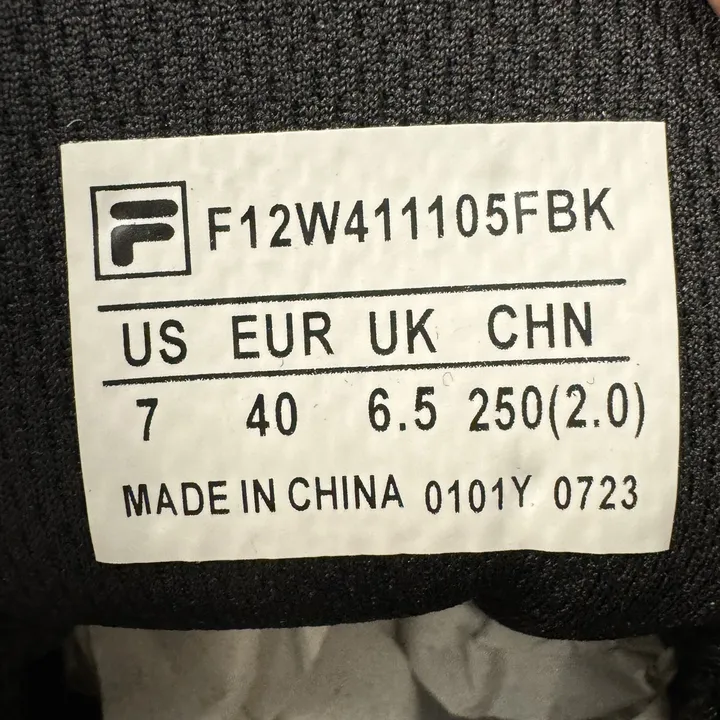 F12W411105FBK
US EUR UK CHN
7 40 6.5 250(2.0)
MADE IN CHINA 0101Y 0723